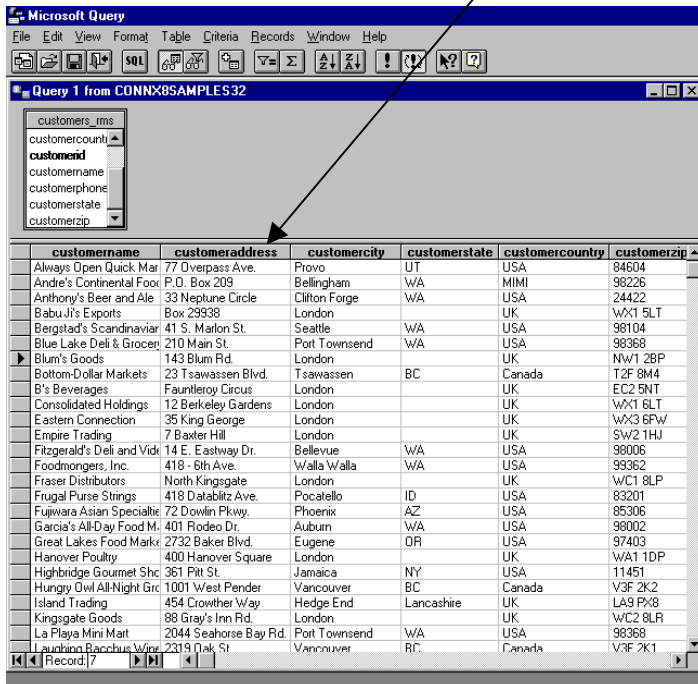 Microsoft Query
File Edit View Format Table Criteria Records Window Help
SQL
Query 1 from CONNX8SAMPLES32
customers_rms
customercountr
customerid
customername
customerphone
customerstate
customerzip
customername customeraddress customercity customerstate customercountry customerzip
Always Open Quick Mar 77 Overpass Ave. Provo UT USA 84604
Andre's Continental Food P.O. Box 209 Bellingham WA MIMI 98226
Anthony's Beer and Ale 33 Neptune Circle Clifton Forge WA USA 24422
Babu Ji's Exports Box 29938 London UK WX1 5LT
Bergstad's Scandinavian 41 S. Marlon St. Seattle WA USA 98104
Blue Lake Deli & Grocery 210 Main St. Port Townsend WA USA 98368
Blum's Goods 143 Blum Rd. London UK NW1 2BP
Bottom-Dollar Markets 23 Tsawassen Blvd. Tsawassen BC Canada T2F 8M4
B's Beverages Fauntleroy Circus London UK EC2 5NT
Consolidated Holdings 12 Berkeley Gardens London UK WX1 6LT
Eastern Connection 35 King George London UK WX3 6FW
Empire Trading 7 Baxter Hill London UK SW2 1HJ
Fitzgerald's Deli and Vide 14 E. Eastway Dr. Bellevue WA USA 98006
Foodmongers, Inc. 418 - 6th Ave. Walla Walla WA USA 99362
Fraser Distributors North Kingsgate London UK WC1 8LP
Frugal Purse Strings 418 Datablitz Ave. Pocatello ID USA 83201
Fujiwara Asian Specialtie 72 Dowlin Pkwy. Phoenix AZ USA 85306
Garcia's All-Day Food M 401 Rodeo Dr. Auburn WA USA 98002
Great Lakes Food Marke 2732 Baker Blvd. Eugene OR USA 97403
Hanover Poultry 400 Hanover Square London UK WA1 1DP
Highbridge Gourmet Sho 361 Pitt St. Jamaica NY USA 11451
Hungry Owl All-Night Gro 1001 West Pender Vancouver BC Canada V3F 2K2
Island Trading 454 Crowther Way Hedge End Lancashire UK LA9 PX8
Kingsgate Goods 88 Gray's Inn Rd. London UK WC2 8LR
La Playa Mini Mart 2044 Seahorse Bay Rd. Port Townsend WA USA 98368
Laughing Bacchus Wine 2319 Oak St Vancouver BC Canada V3F 2K1
Record: 7